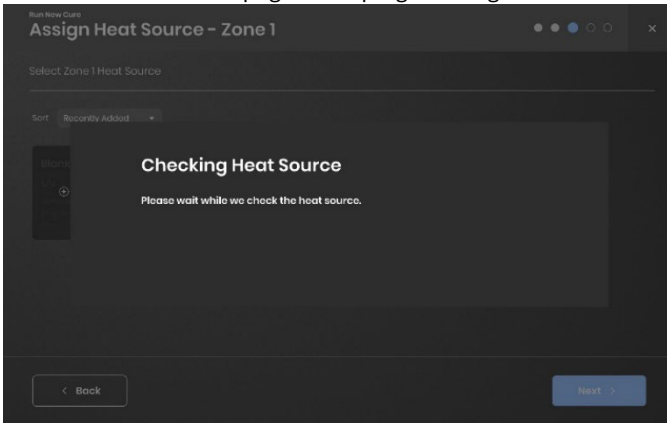 Run New Cure
Assign Heat Source - Zone 1
Select Zone 1 Heat Source
Sort Recently Added
Checking Heat Source
Please wait while we check the heat source.
Back
Next